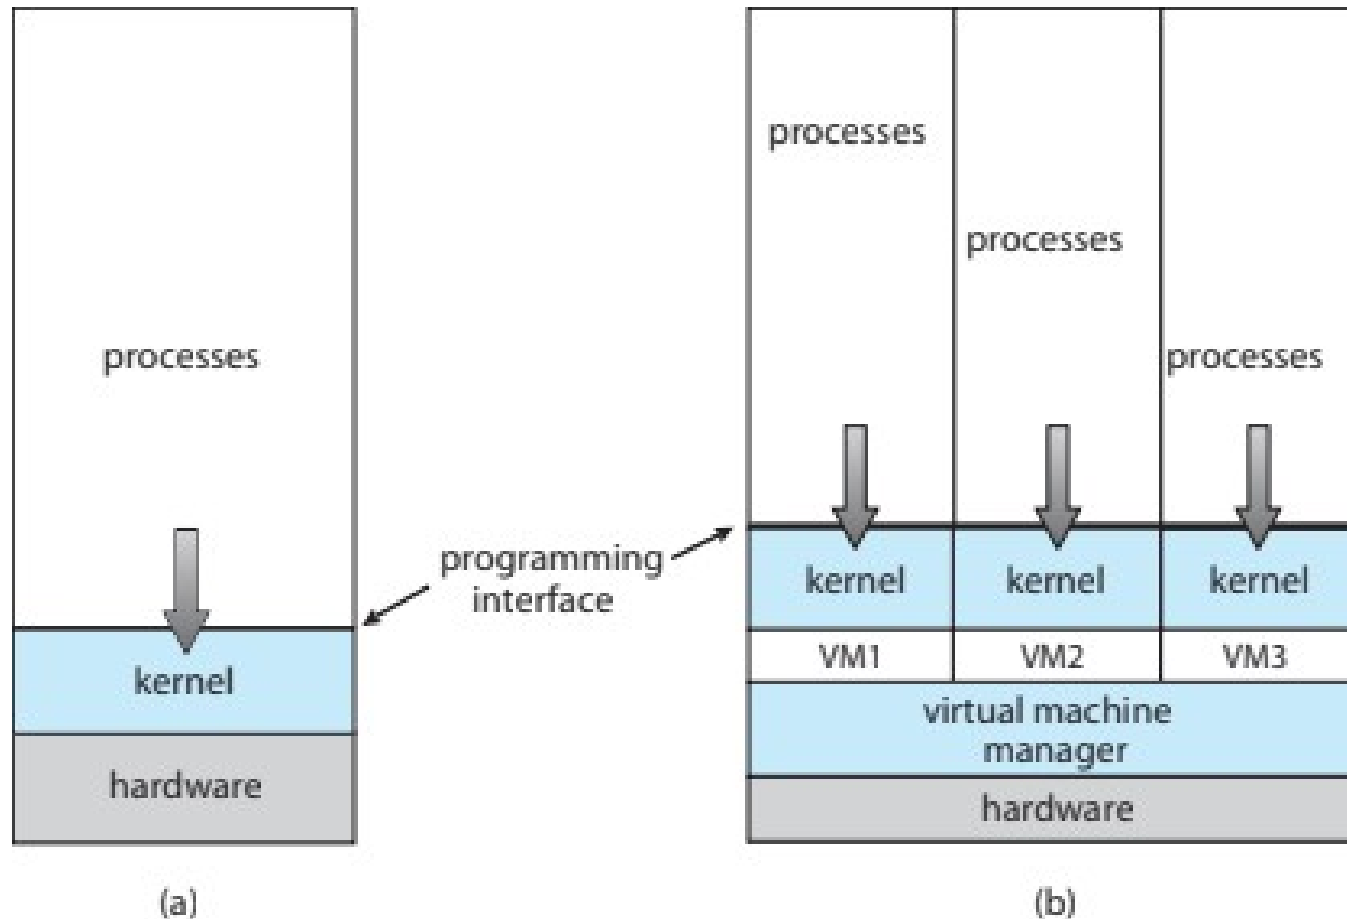 processes
kernel
hardware
(a)
programming
interface
processes
processes
processes
kernel
kernel
kernel
VM1
VM2
VM3
virtual machine
manager
hardware
(b)